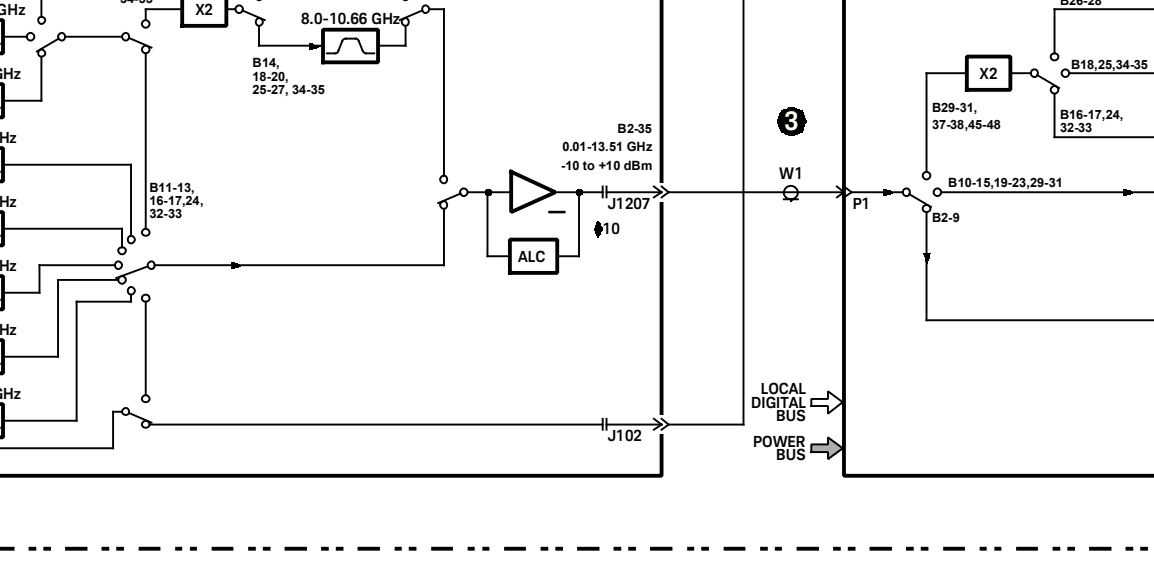 GHz
X2
8.0-10.66 GHz
B14,
18-20,
25-27, 34-35
GHz
Hz
B11-13,
16-17,24,
32-33
Hz
Hz
Hz
GHz
B2-35
0.01-13.51 GHz
-10 to +10 dBm
J1207
10
ALC
J102
3
W1
P1
LOCAL
DIGITAL
BUS
POWER
BUS
B26-28
X2
B18,25,34-35
B29-31,
37-38,45-48
B16-17,24,
32-33
B10-15,19-23,29-31
B2-9